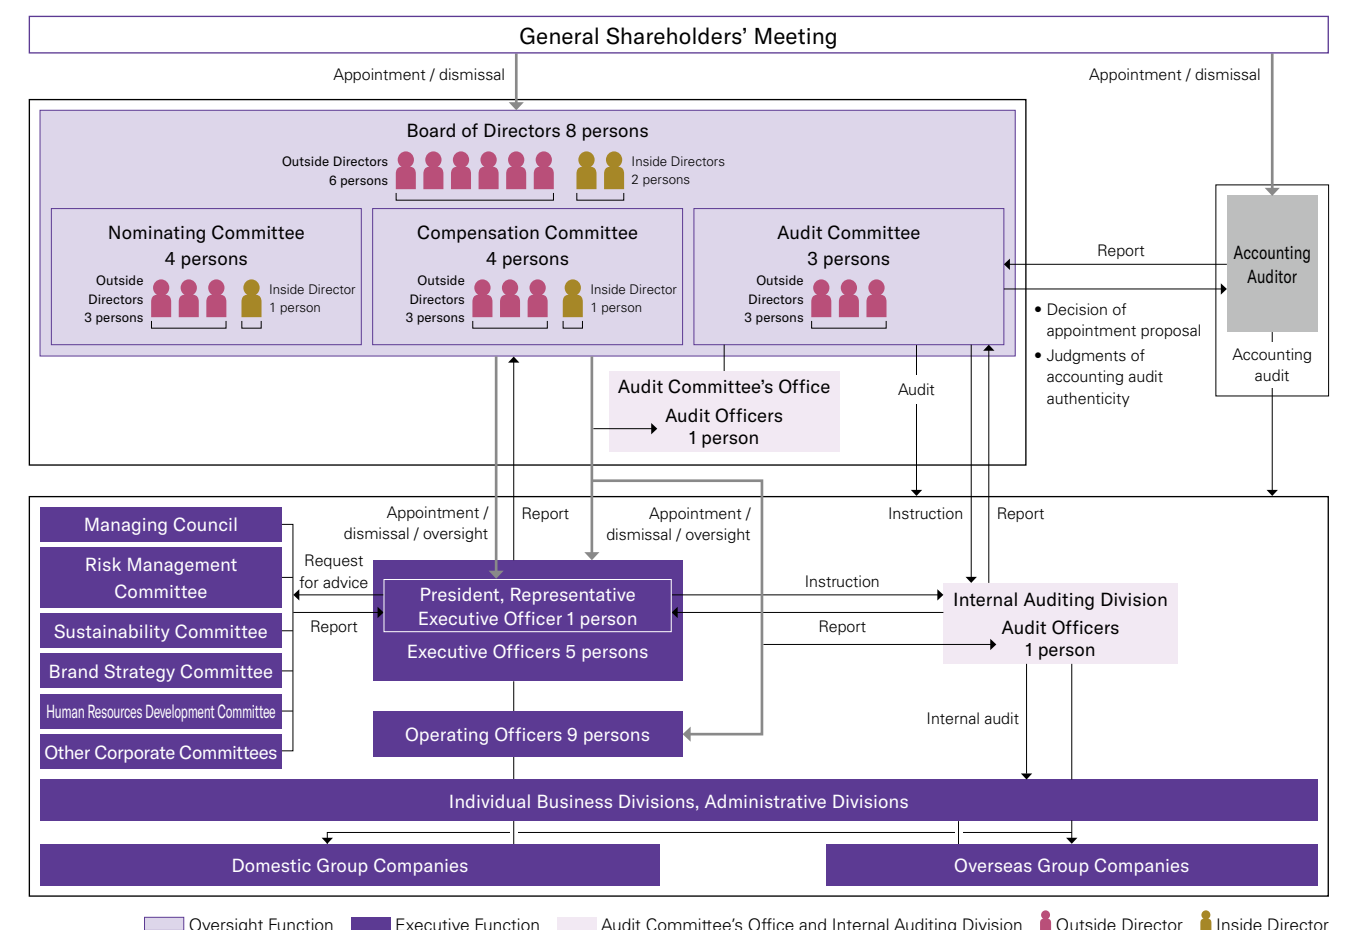 General Shareholders’ Meeting
Appointment / dismissal
Appointment / dismissal
Board of Directors 8 persons
Outside Directors
6 persons
Inside Directors
2 persons
Nominating Committee
4 persons
Outside
Directors
3 persons
Inside Director
1 person
Compensation Committee
4 persons
Outside
Directors
3 persons
Inside Director
1 person
Audit Committee
3 persons
Outside
Directors
3 persons
Report
• Decision of
appointment proposal
• Judgments of
accounting audit
authenticity
Accounting
Auditor
Accounting
audit
Audit Committee’s Office
Audit Officers
1 person
Audit
Managing Council
Risk Management
Committee
Sustainability Committee
Brand Strategy Committee
Human Resources Development Committee
Other Corporate Committees
Request
for advice
Report
Appointment /
dismissal / oversight
Report
Appointment /
dismissal / oversight
Instruction
Report
President, Representative
Executive Officer 1 person
Executive Officers 5 persons
Instruction
Report
Internal Auditing Division
Audit Officers
1 person
Operating Officers 9 persons
Internal audit
Individual Business Divisions, Administrative Divisions
Domestic Group Companies
Overseas Group Companies
Oversight Function
Executive Function
Audit Committee’s Office and Internal Auditing Division
Outside Director
Inside Director